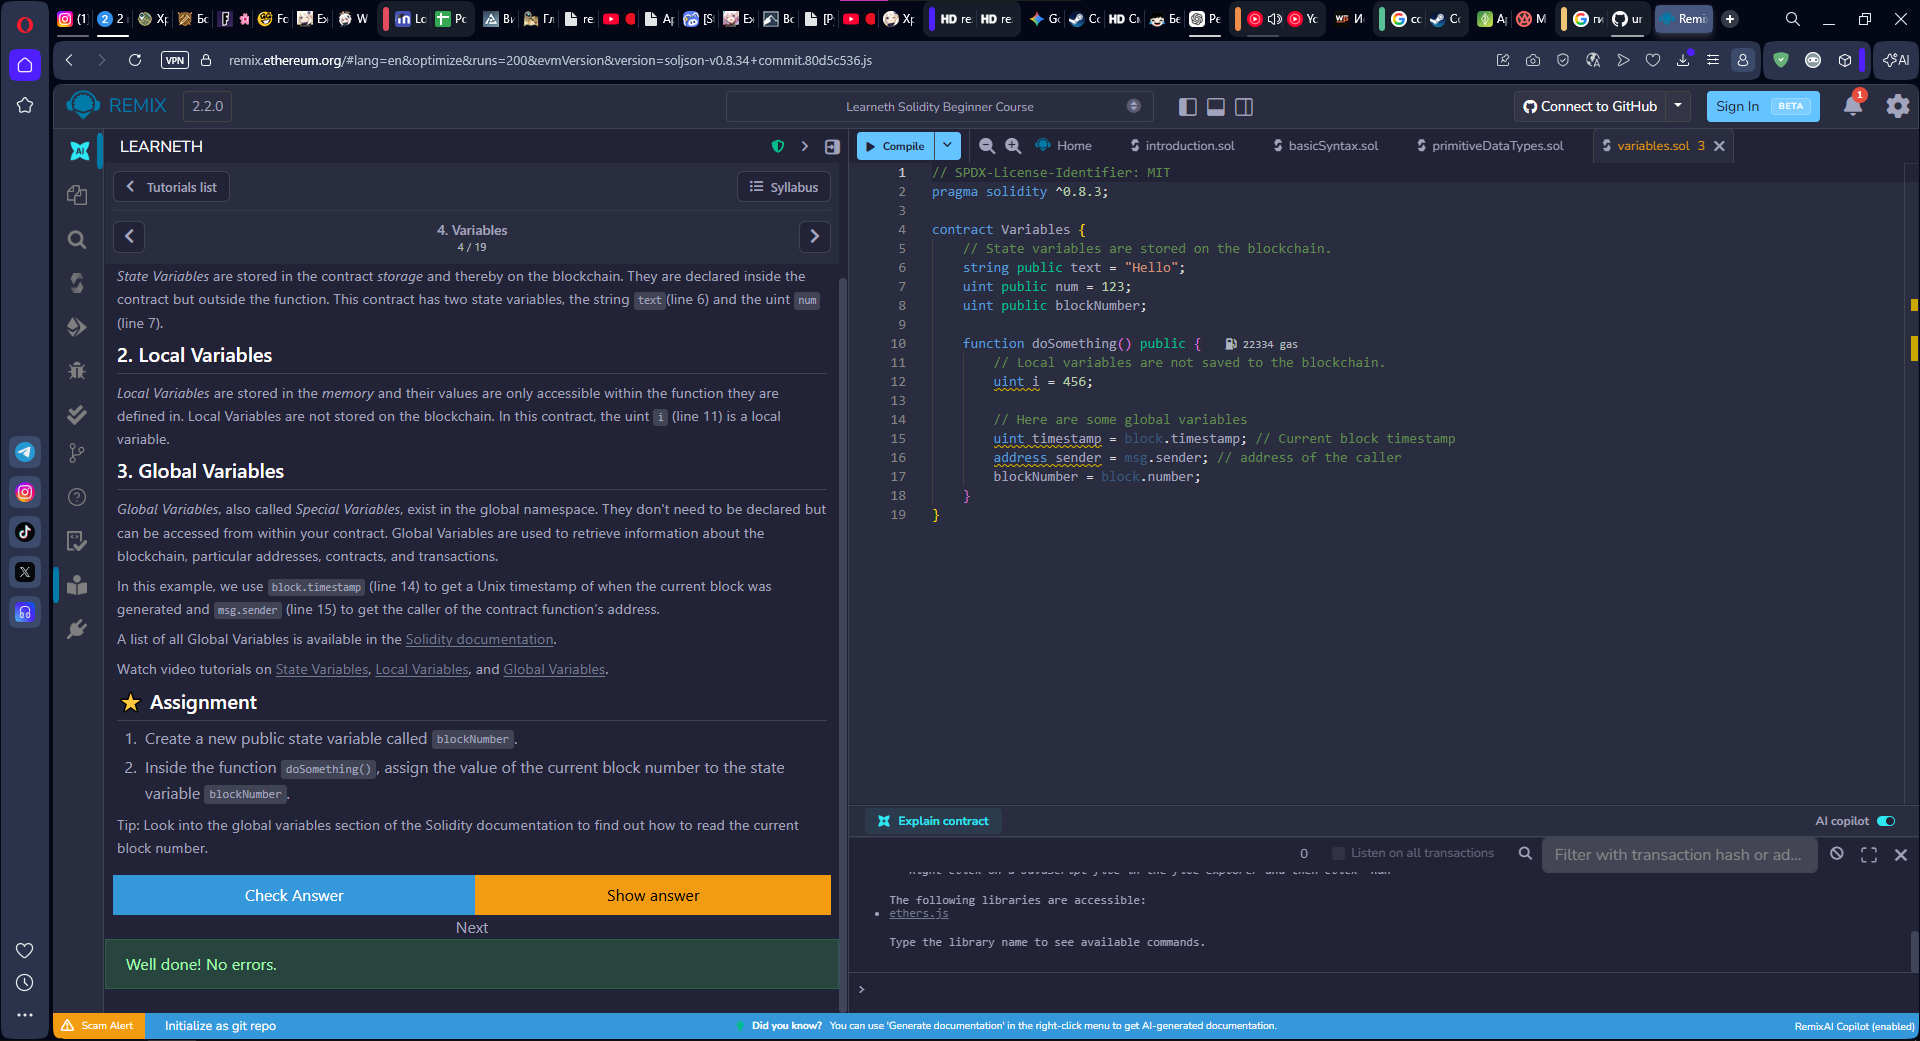 VPN
remix.ethereum.org/#lang=en&optimize&runs=200&evmVersion&version=soljson-v0.8.34+commit.80d5c536.js
AI
REMIX
2.2.0
Learneth Solidity Beginner Course
Connect to GitHub
Sign In BETA
1
LEARNETH
Tutorials list
Syllabus
4. Variables
4 / 19
State Variables are stored in the contract storage and thereby on the blockchain. They are declared inside the
contract but outside the function. This contract has two state variables, the string text (line 6) and the uint num
(line 7).
2. Local Variables
Local Variables are stored in the memory and their values are only accessible within the function they are
defined in. Local Variables are not stored on the blockchain. In this contract, the uint i (line 11) is a local
variable.
3. Global Variables
Global Variables, also called Special Variables, exist in the global namespace. They don't need to be declared but
can be accessed from within your contract. Global Variables are used to retrieve information about the
blockchain, particular addresses, contracts, and transactions.
In this example, we use block.timestamp (line 14) to get a Unix timestamp of when the current block was
generated and msg.sender (line 15) to get the caller of the contract function’s address.
A list of all Global Variables is available in the Solidity documentation.
Watch video tutorials on State Variables, Local Variables, and Global Variables.
⭐ Assignment
1. Create a new public state variable called blockNumber.
2. Inside the function doSomething(), assign the value of the current block number to the state
variable blockNumber.
Tip: Look into the global variables section of the Solidity documentation to find out how to read the current
block number.
Check Answer
Show answer
Next
Well done! No errors.
Compile
Home
introduction.sol
basicSyntax.sol
primitiveDataTypes.sol
variables.sol 3
1 // SPDX-License-Identifier: MIT
2 pragma solidity ^0.8.3;
3
4 contract Variables {
5 // State variables are stored on the blockchain.
6 string public text = "Hello";
7 uint public num = 123;
8 uint public blockNumber;
9
10 function doSomething() public { 22334 gas
11 // Local variables are not saved to the blockchain.
12 uint i = 456;
13
14 // Here are some global variables
15 uint timestamp = block.timestamp; // Current block timestamp
16 address sender = msg.sender; // address of the caller
17 blockNumber = block.number;
18 }
19 }
Explain contract
AI copilot
0
Listen on all transactions
Filter with transaction hash or ad...
The following libraries are accessible:
• ethers.js
Type the library name to see available commands.
>
Scam Alert
Initialize as git repo
Did you know? You can use 'Generate documentation' in the right-click menu to get AI-generated documentation.
RemixAI Copilot (enabled)